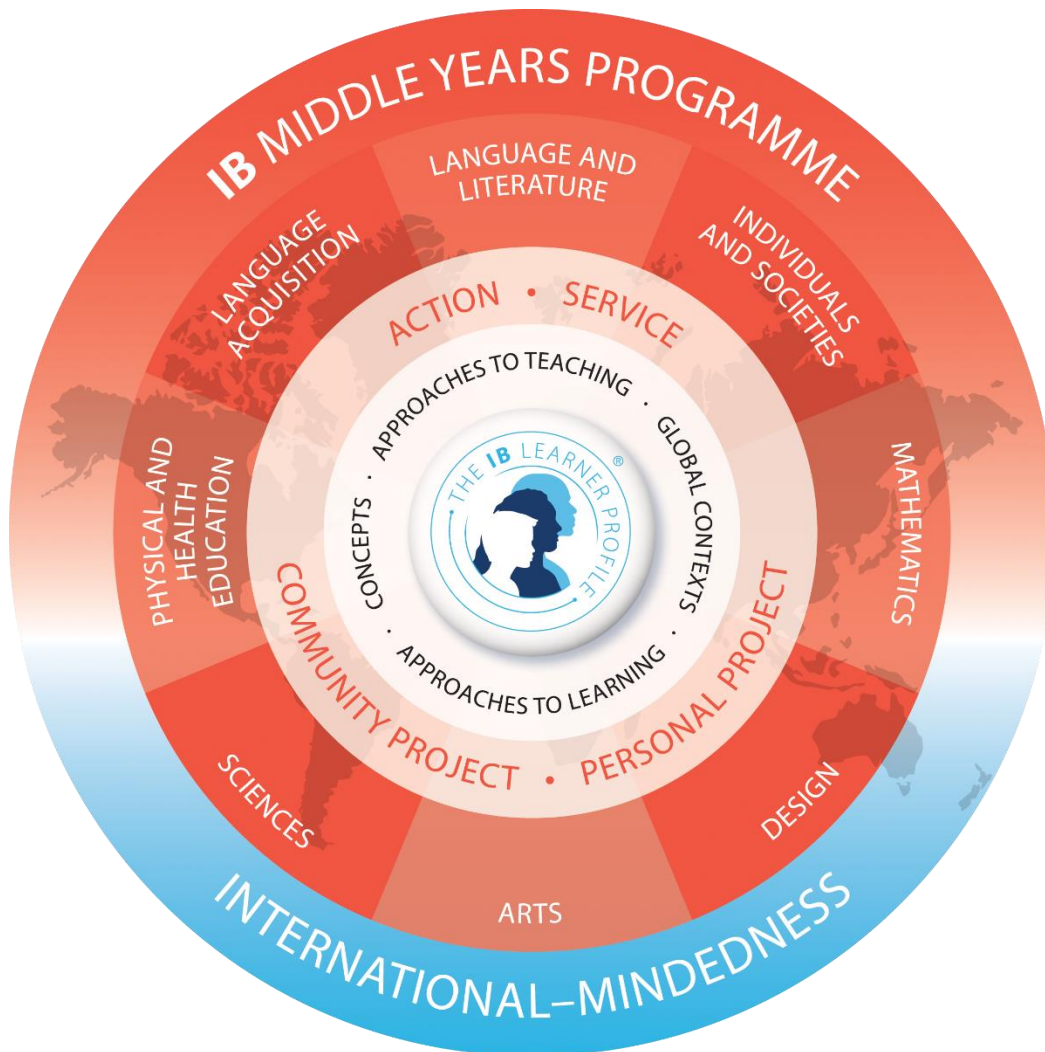 IB MIDDLE YEARS PROGRAMME
LANGUAGE AND
LITERATURE
INDIVIDUALS
AND SOCIETIES
MATHEMATICS
DESIGN
ARTS
SCIENCES
PHYSICAL AND
HEALTH
EDUCATION
LANGUAGE
ACQUISITION
ACTION • SERVICE
PERSONAL PROJECT
•
COMMUNITY PROJECT
APPROACHES TO TEACHING · GLOBAL CONTEXTS · APPROACHES TO LEARNING · CONCEPTS ·
THE IB LEARNER PROFILE ®
INTERNATIONAL–MINDEDNESS